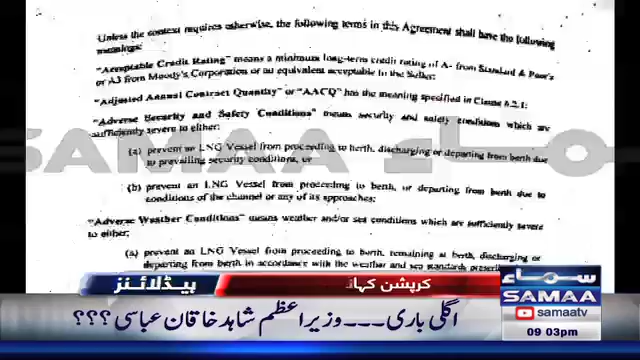 Unless the context requires otherwise, the following terms in this Agreement shall have the following
meanings:
"Acceptable Credit Rating" means a minimum long-term credit rating of A- from Standard & Poor's
or A3 from Moody's Corporation or an equivalent acceptable to the Seller;
"Adjusted Annual Contract Quantity" or "AACQ" has the meaning specified in Clause 8.2.1;
"Adverse Security and Safety Conditions" means security and safety conditions which are
sufficiently severe to either:
(a) prevent an LNG Vessel from proceeding to berth, discharging or departing from berth due
to prevailing security conditions, or
(b) prevent an LNG Vessel from proceeding to berth, or departing from berth due to
conditions of the channel or any of its approaches;
"Adverse Weather Conditions" means weather and/or sea conditions which are sufficiently severe
to either:
(a) prevent an LNG Vessel from proceeding to berth, remaining at berth, discharging or
departing from berth in accordance with the weather and sea standards
SAMAA سماء
ہیڈلائنز
کرپشن کہا
اگلی باری ۔۔۔ وزیراعظم شاہد خاقان عباسی ؟؟؟
سماء
SAMAA
samaatv
09 03pm